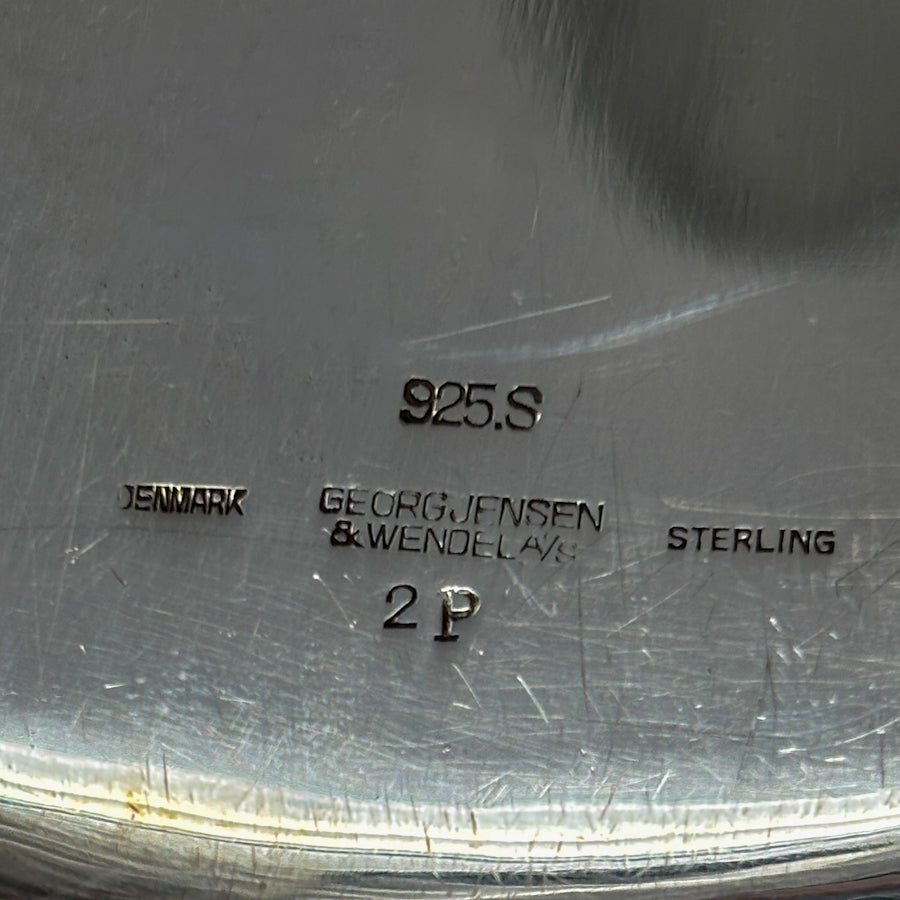 925.S
DENMARK
GEORG JENSEN
& WENDEL A/S
STERLING
2 P